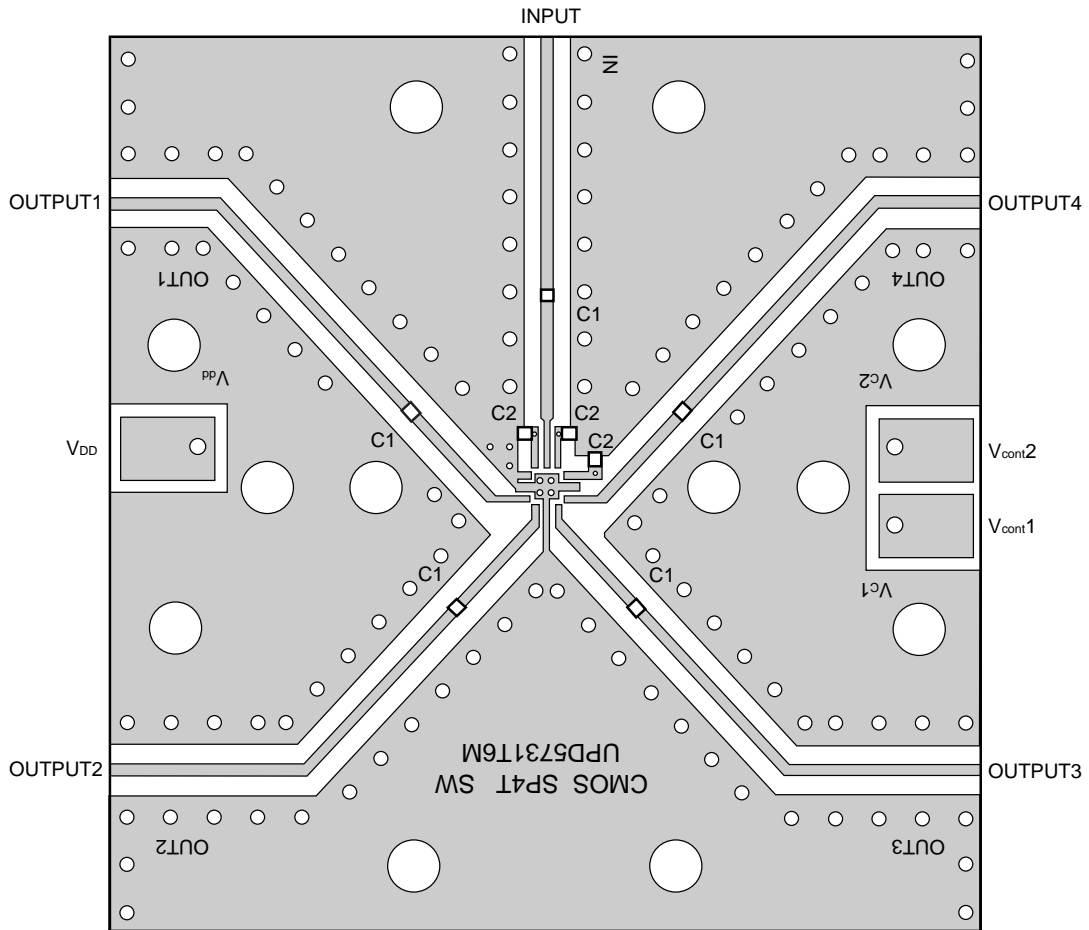 INPUT
IN
OUTPUT1
OUTPUT4
OUT1
OUT4
C1
Vdd
VC2
C2
C2
C1
C1
C2
VDD
Vcont2
Vcont1
C1
C1
VC1
UPD5731T6M
CMOS SP4T SW
OUTPUT2
OUTPUT3
OUT2
OUT3